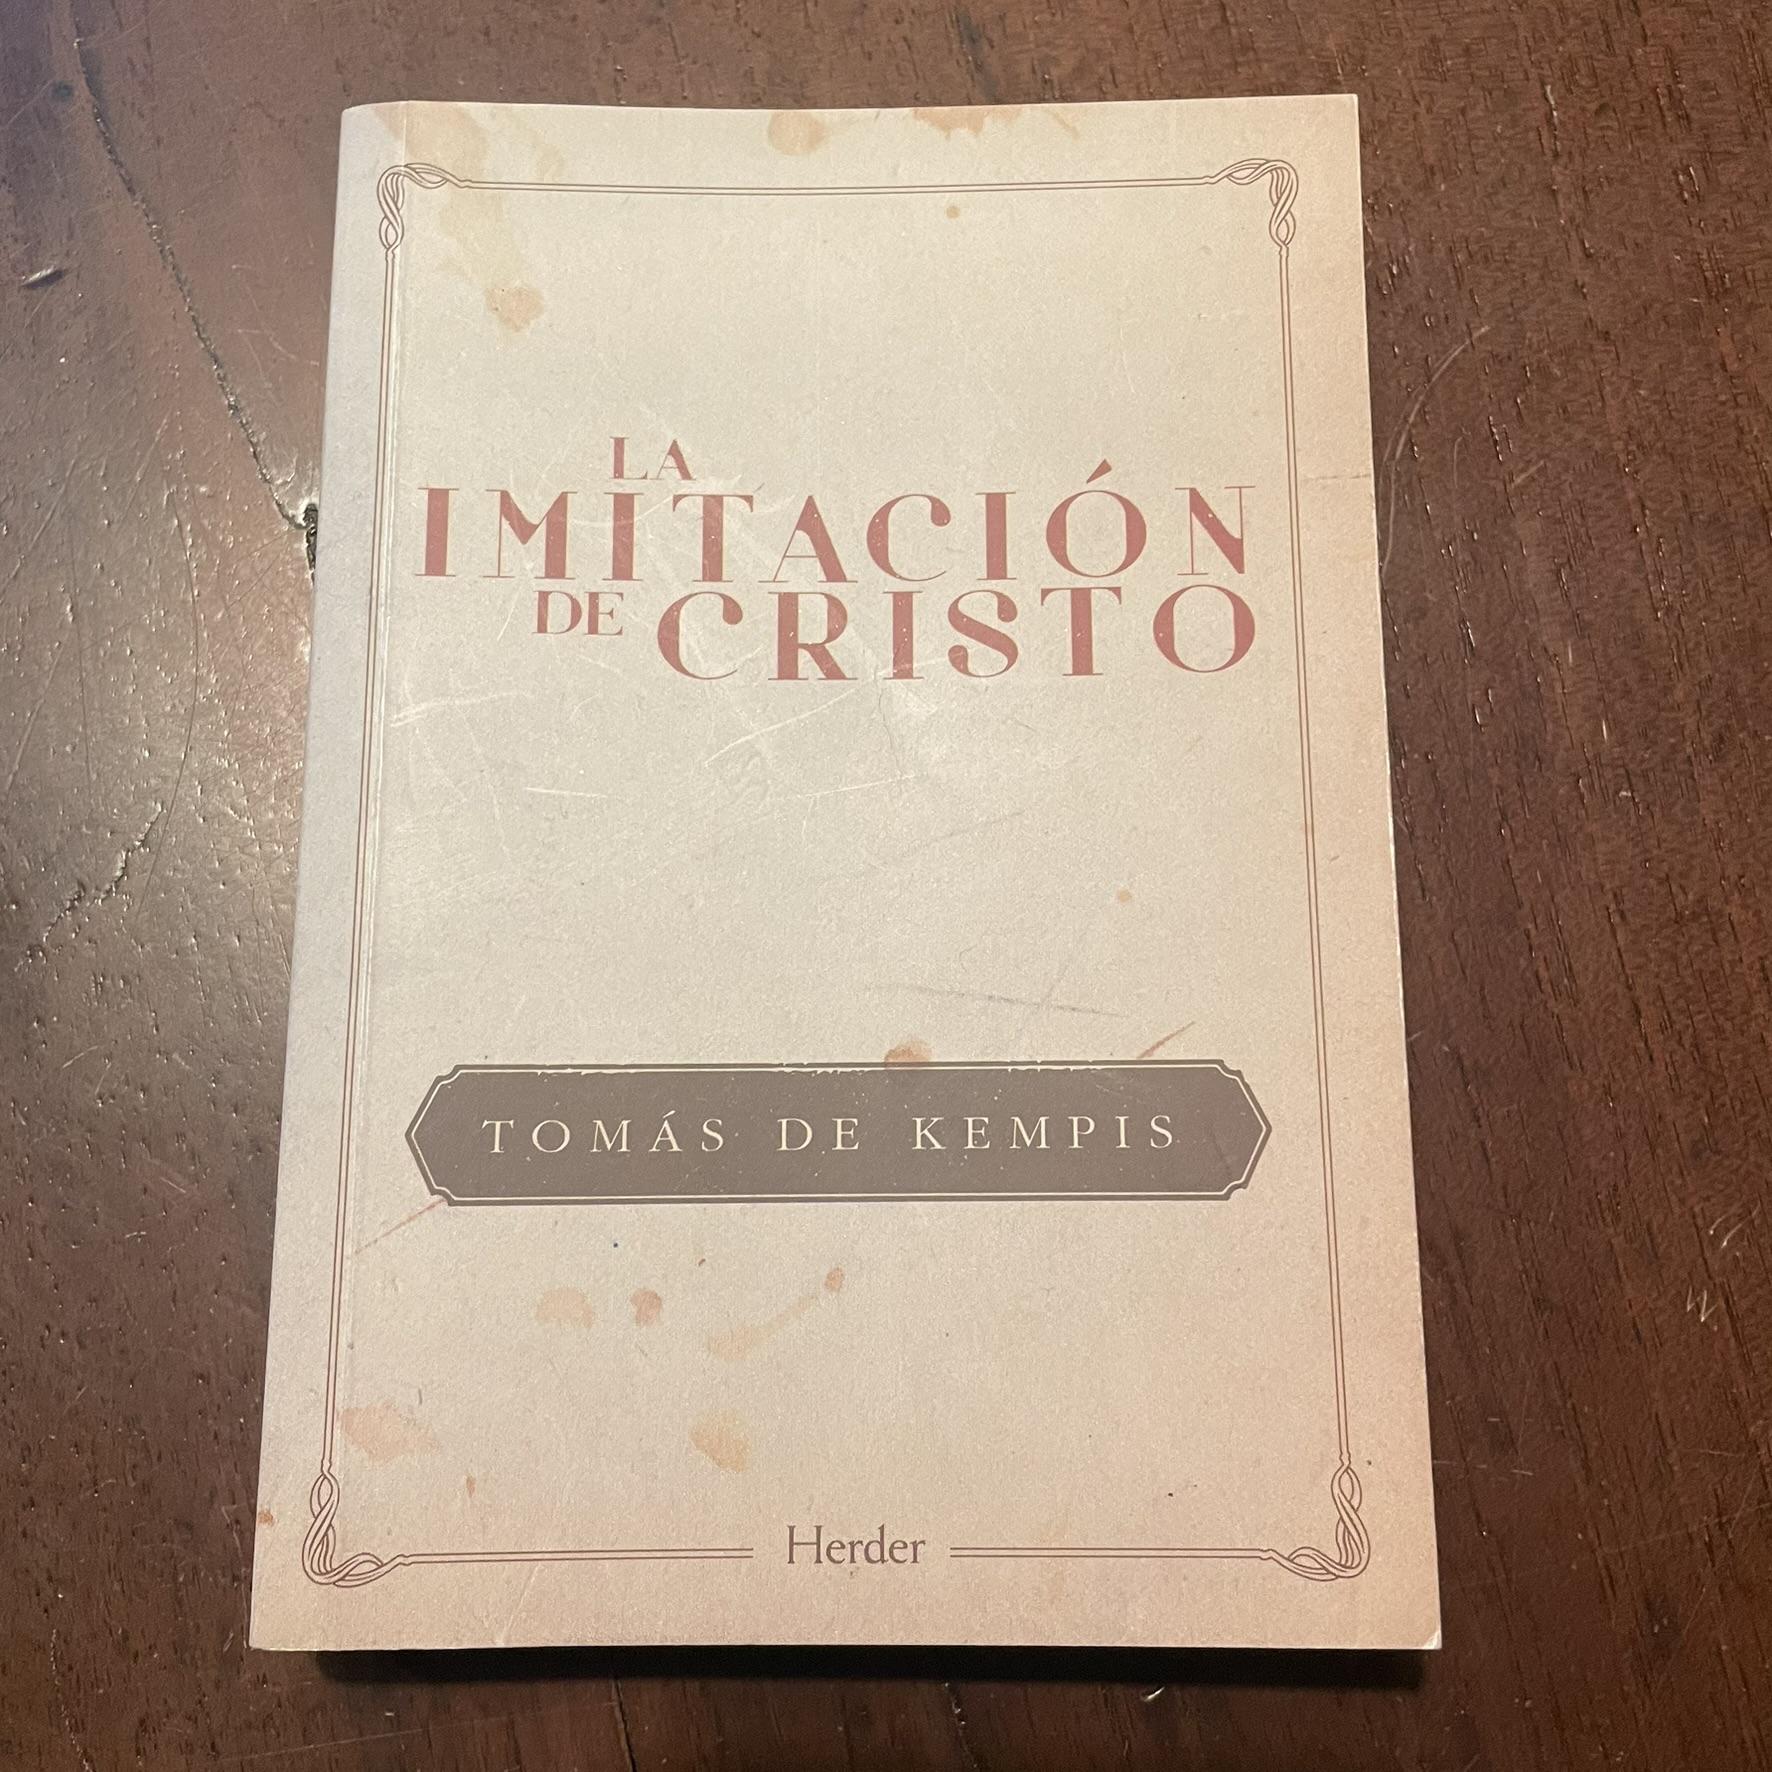 LA
IMITACIÓN
DE CRISTO
TOMÁS DE KEMPIS
Herder